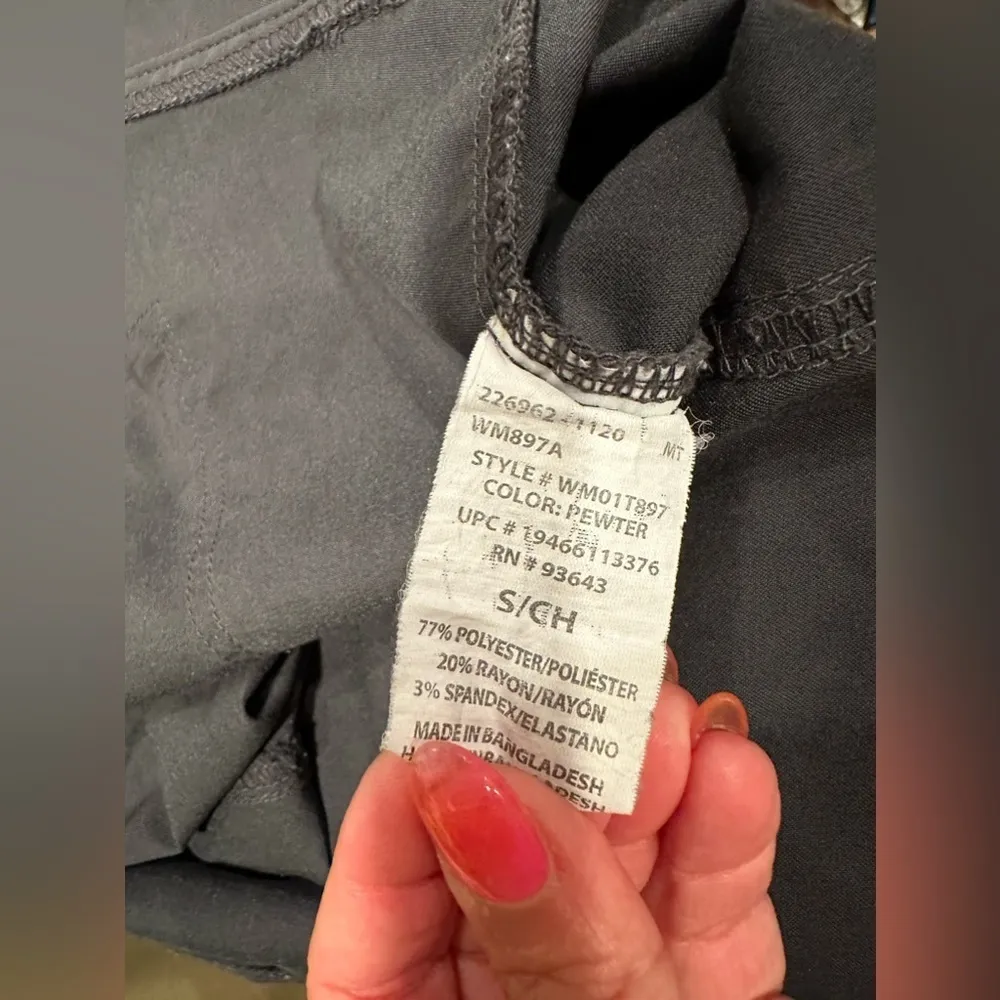 226962 - 1120
WM897A MT
STYLE # WM01T897
COLOR: PEWTER
UPC # 19466113376
RN # 93643
S/CH
77% POLYESTER/POLIÉSTER
20% RAYON/RAYÓN
3% SPANDEX/ELASTANO
MADE IN BANGLADESH